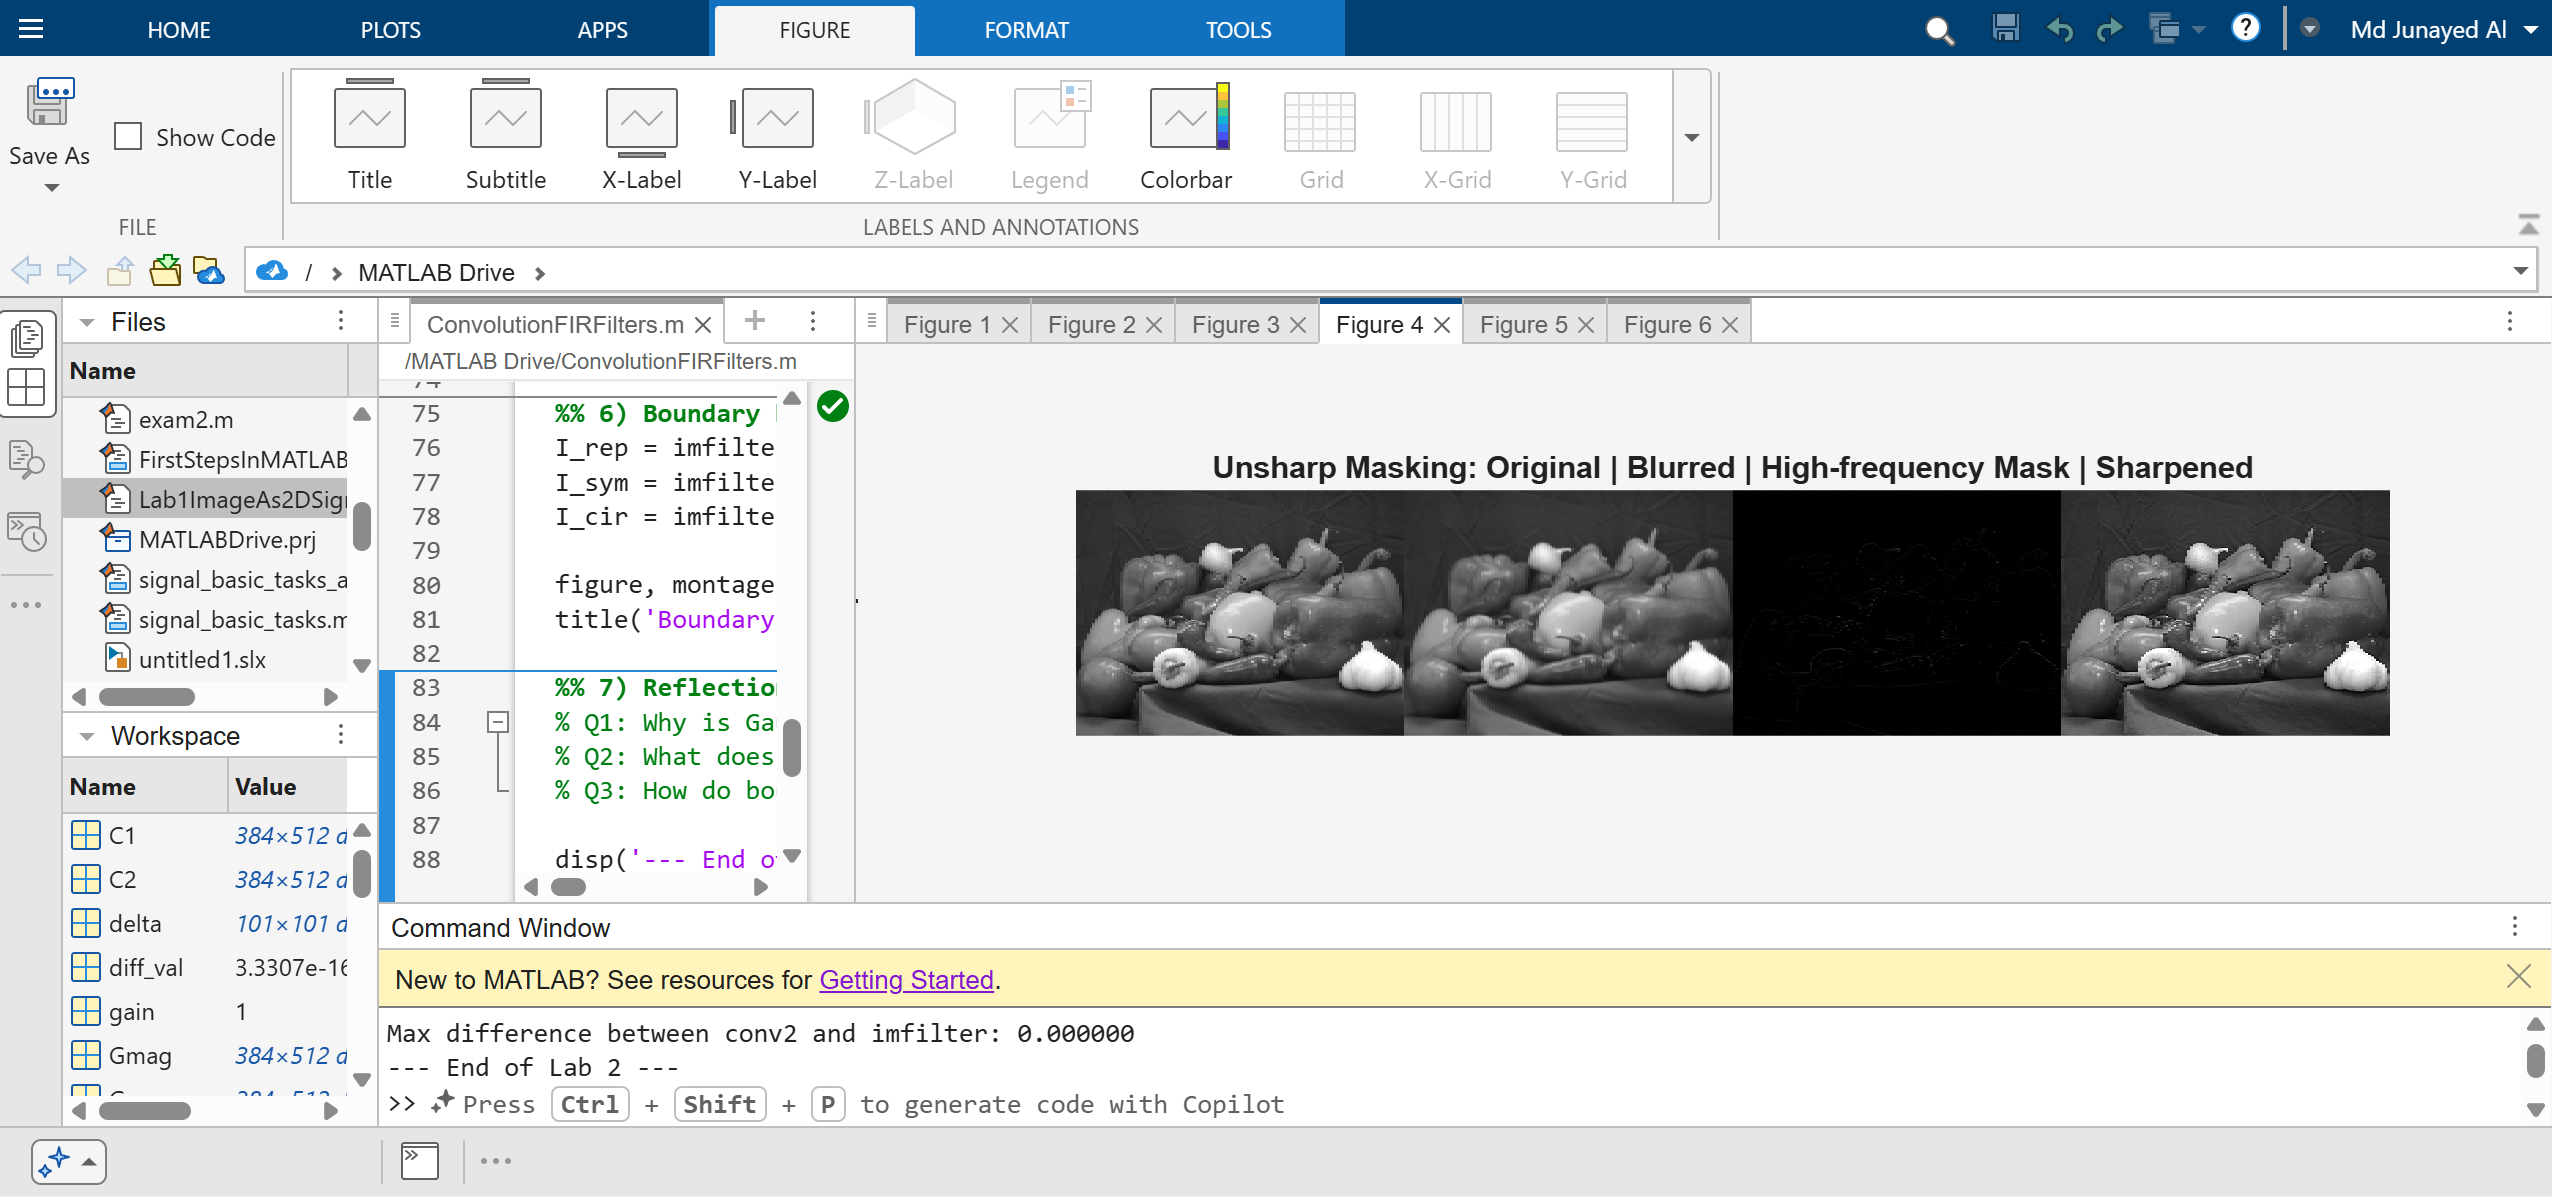 HOME
PLOTS
APPS
FIGURE
FORMAT
TOOLS
Md Junayed Al
Save As
Show Code
Title
Subtitle
X-Label
Y-Label
Z-Label
Legend
Colorbar
Grid
X-Grid
Y-Grid
FILE
LABELS AND ANNOTATIONS
/ › MATLAB Drive ›
Files
Name
exam2.m
FirstStepsInMATLAB
Lab1ImageAs2DSig
MATLABDrive.prj
signal_basic_tasks_a
signal_basic_tasks.m
untitled1.slx
Workspace
Name Value
C1 384×512 d
C2 384×512 d
delta 101×101 d
diff_val 3.3307e-16
gain 1
Gmag 384×512 d
ConvolutionFIRFilters.m
/MATLAB Drive/ConvolutionFIRFilters.m
74
75 %% 6) Boundary
76 I_rep = imfilte
77 I_sym = imfilte
78 I_cir = imfilte
79
80 figure, montage
81 title('Boundary
82
83 %% 7) Reflection
84 % Q1: Why is Ga
85 % Q2: What does
86 % Q3: How do bo
87
88 disp('--- End of
Figure 1
Figure 2
Figure 3
Figure 4
Figure 5
Figure 6
Unsharp Masking: Original | Blurred | High-frequency Mask | Sharpened
Command Window
New to MATLAB? See resources for Getting Started.
Max difference between conv2 and imfilter: 0.000000
--- End of Lab 2 ---
>> Press Ctrl + Shift + P to generate code with Copilot